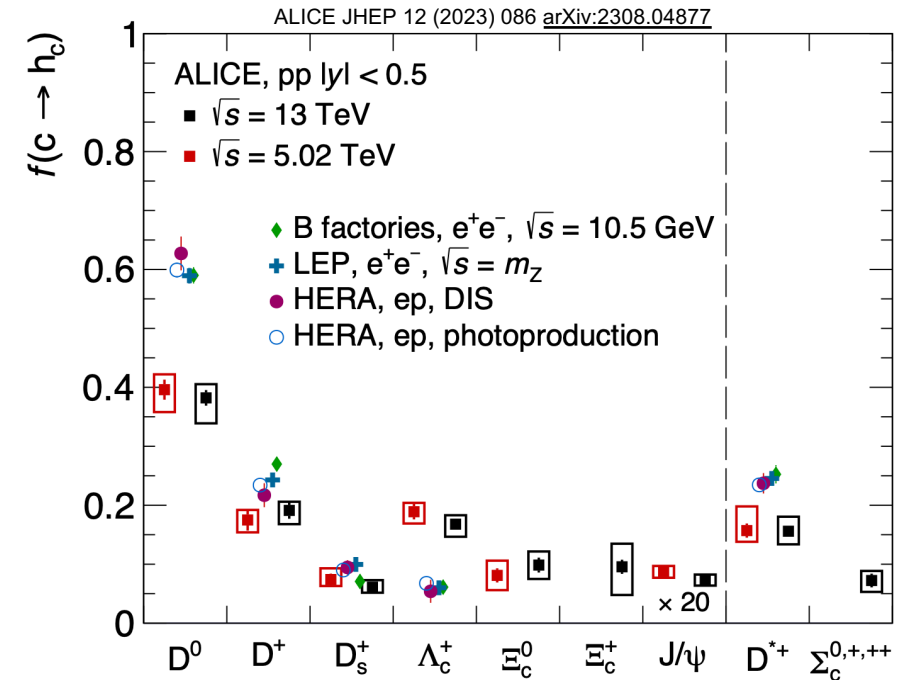 ALICE JHEP 12 (2023) 086 arXiv:2308.04877
f(c → h_c)
1
0.8
0.6
0.4
0.2
0
ALICE, pp |y| < 0.5
√s = 13 TeV
√s = 5.02 TeV
B factories, e⁺e⁻, √s = 10.5 GeV
LEP, e⁺e⁻, √s = m_Z
HERA, ep, DIS
HERA, ep, photoproduction
× 20
D⁰ D⁺ D_s⁺ Λ_c⁺ Ξ_c⁰ Ξ_c⁺ J/ψ D*⁺ Σ_c^{0,+,++}